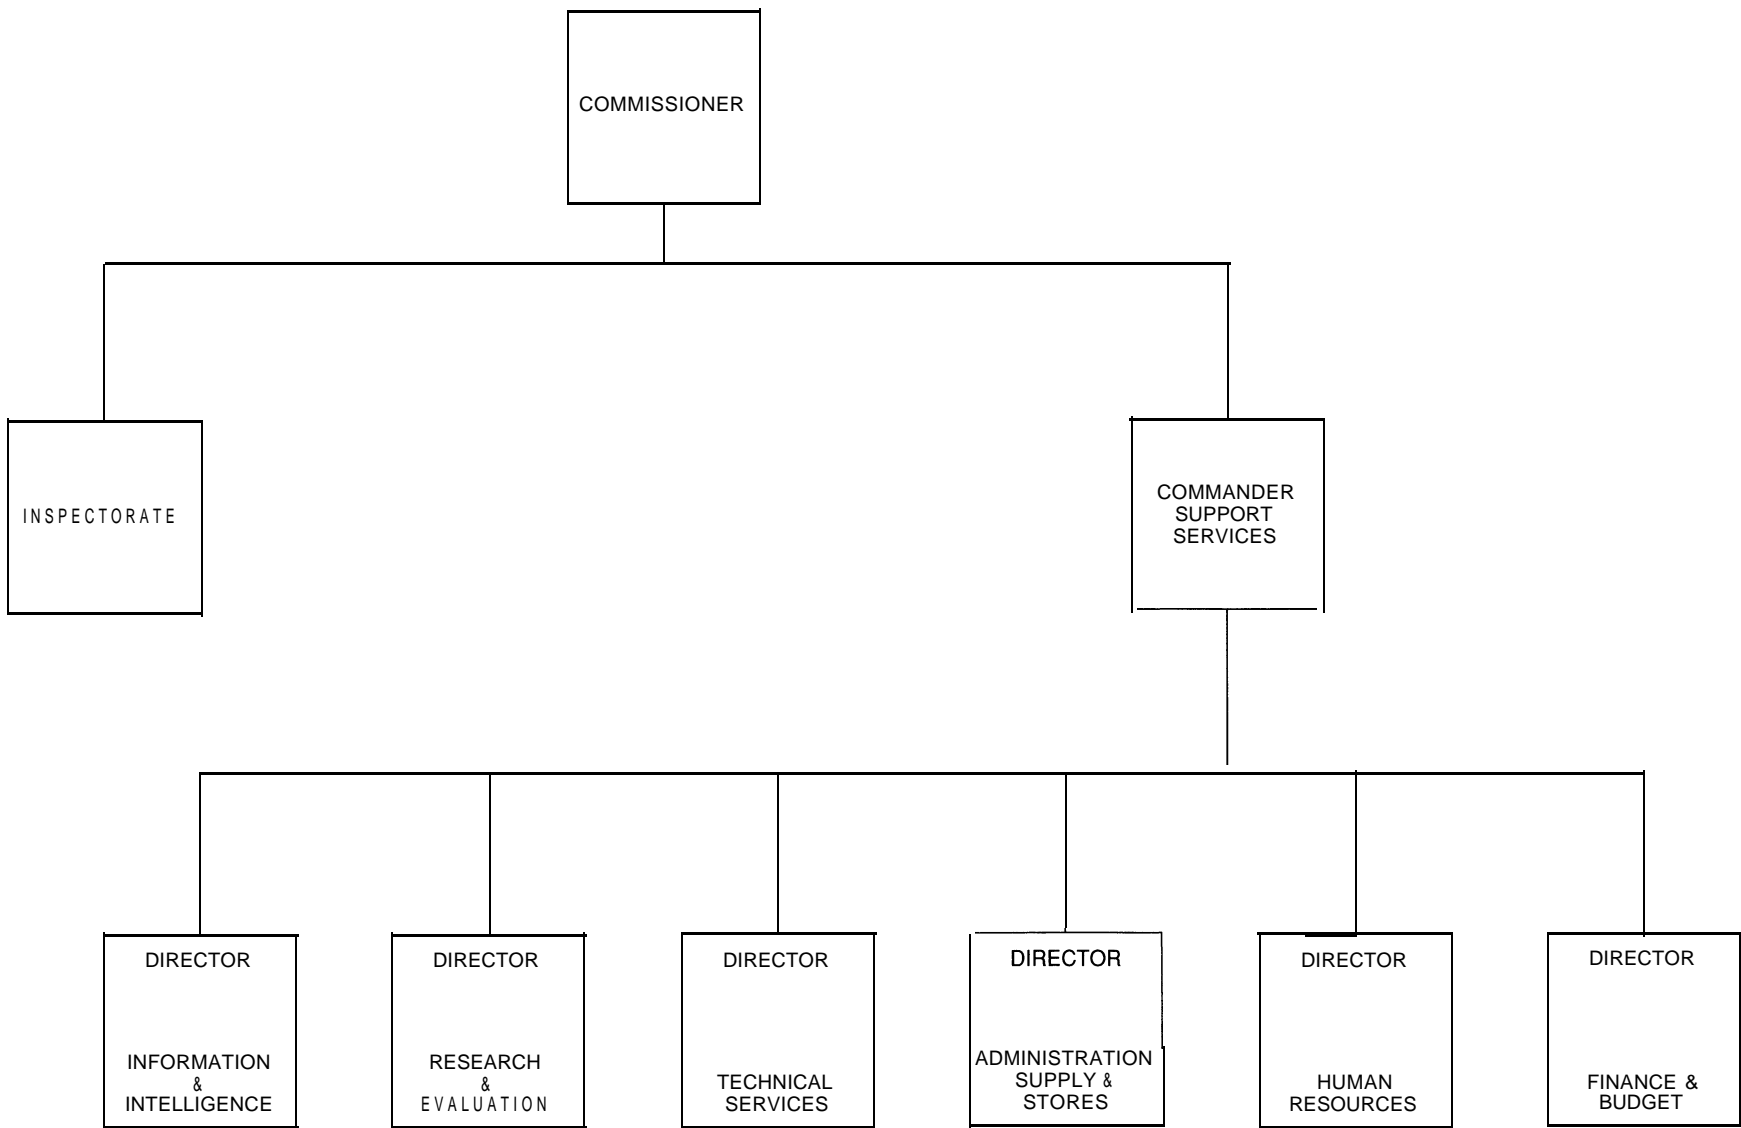 COMMISSIONER
INSPECTORATE
COMMANDER
SUPPORT
SERVICES
DIRECTOR
INFORMATION
&
INTELLIGENCE
DIRECTOR
RESEARCH
&
EVALUATION
DIRECTOR
TECHNICAL
SERVICES
DIRECTOR
ADMINISTRATION
SUPPLY &
STORES
DIRECTOR
HUMAN
RESOURCES
DIRECTOR
FINANCE &
BUDGET